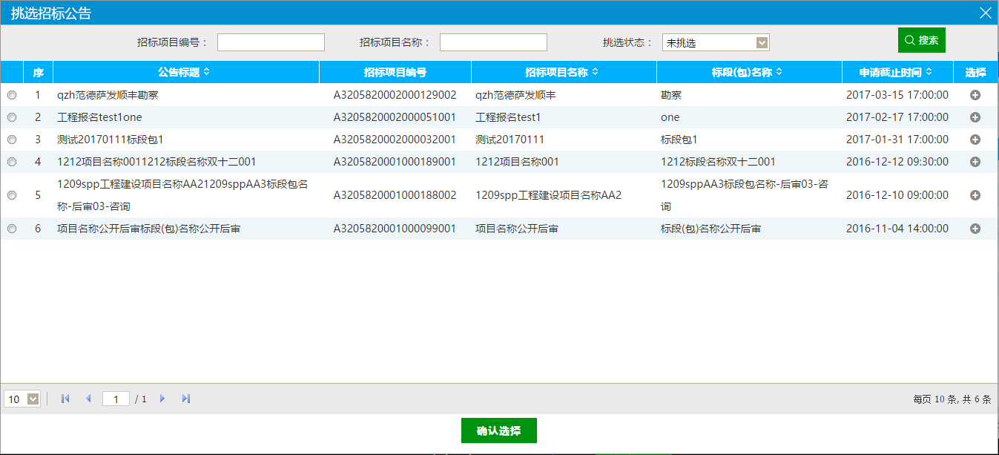 挑选招标公告
招标项目编号： 招标项目名称： 挑选状态： 未挑选 搜索
序 公告标题 招标项目编号 招标项目名称 标段(包)名称 申请截止时间 选择
1 qzh范德萨发顺丰勘察 A3205820002000129002 qzh范德萨发顺丰 勘察 2017-03-15 17:00:00
2 工程报名test1one A3205820002000051001 工程报名test1 one 2017-02-17 17:00:00
3 测试20170111标段包1 A3205820002000032001 测试20170111 标段包1 2017-01-31 17:00:00
4 1212项目名称0011212标段名称双十二001 A3205820001000189001 1212项目名称001 1212标段名称双十二001 2016-12-12 09:30:00
1209spp工程建设项目名称AA21209sppAA3标段包名 1209sppAA3标段包名称-后审03-咨
5 A3205820001000188002 1209spp工程建设项目名称AA2 2016-12-10 09:00:00
称-后审03-咨询 询
6 项目名称公开后审标段(包)名称公开后审 A3205820001000099001 项目名称公开后审 标段(包)名称公开后审 2016-11-04 14:00:00
10 1 / 1 每页 10 条, 共 6 条
确认选择